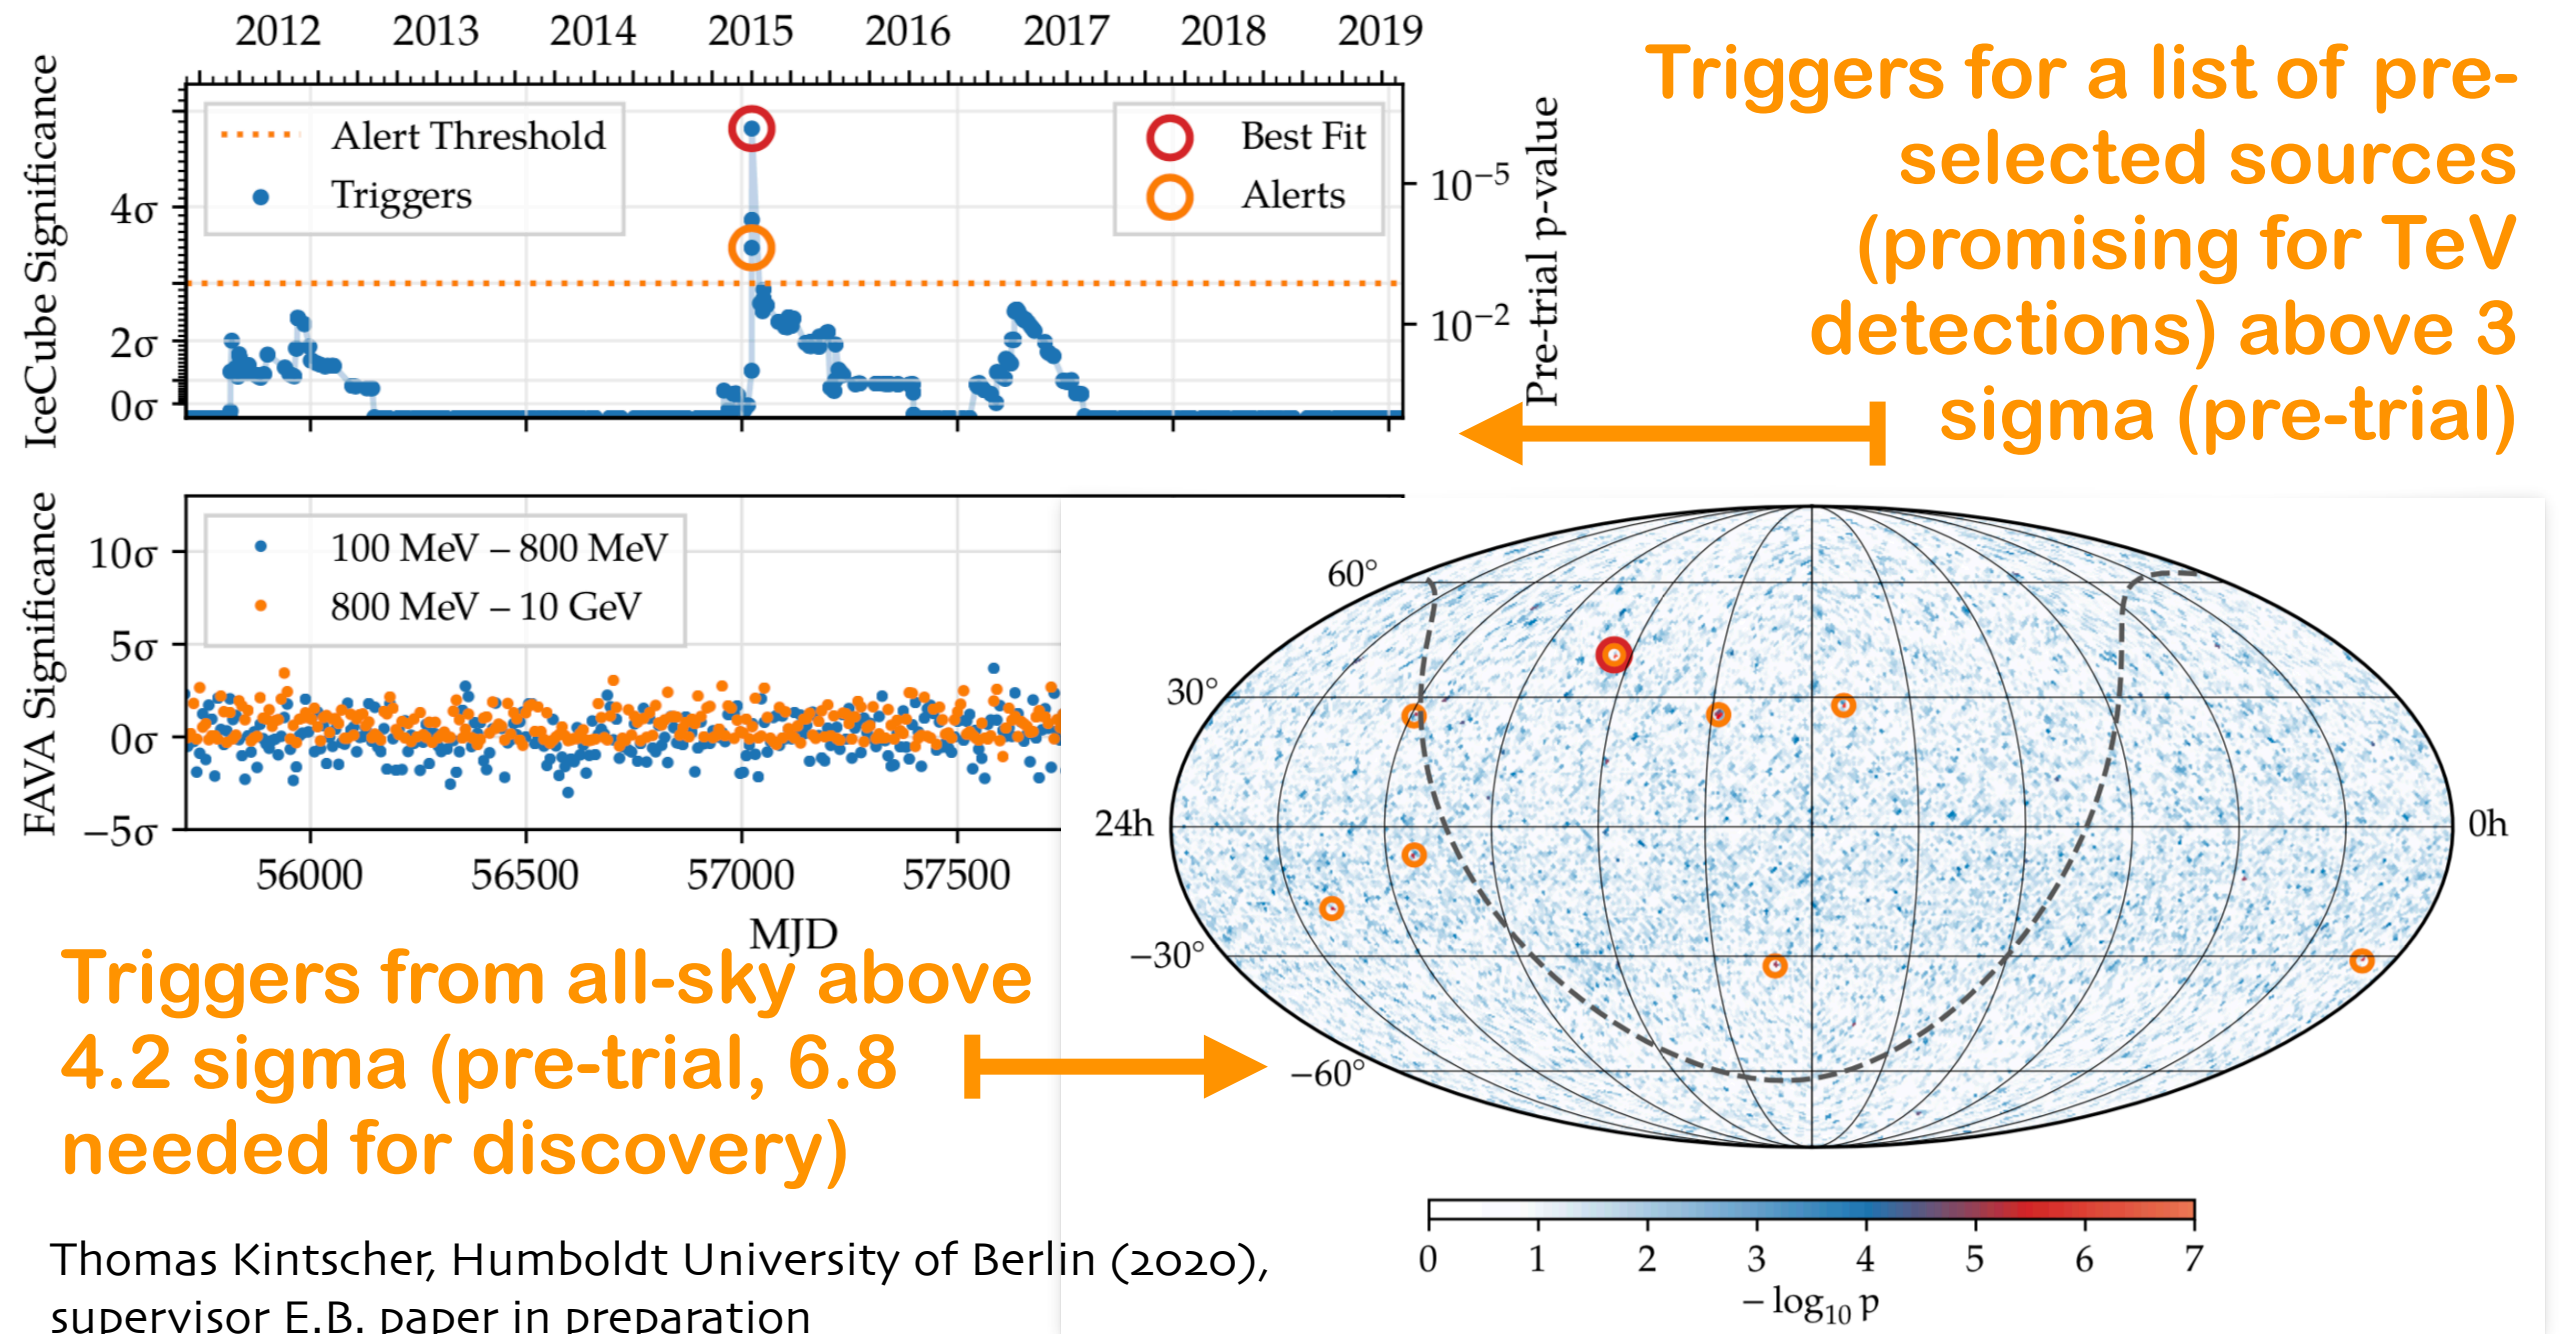 2012 2013 2014 2015 2016 2017 2018 2019
IceCube Significance
4σ
2σ
0σ
Alert Threshold
Triggers
Best Fit
Alerts
10⁻⁵
10⁻²
Pre-trial p-value
Triggers for a list of pre-
selected sources
(promising for TeV
detections) above 3
sigma (pre-trial)
FAVA Significance
10σ
5σ
0σ
−5σ
100 MeV – 800 MeV
800 MeV – 10 GeV
56000 56500 57000 57500
MJD
60°
30°
24h
0h
−30°
−60°
Triggers from all-sky above
4.2 sigma (pre-trial, 6.8
needed for discovery)
0 1 2 3 4 5 6 7
− log₁₀ p
Thomas Kintscher, Humboldt University of Berlin (2020),
supervisor E.B. paper in preparation